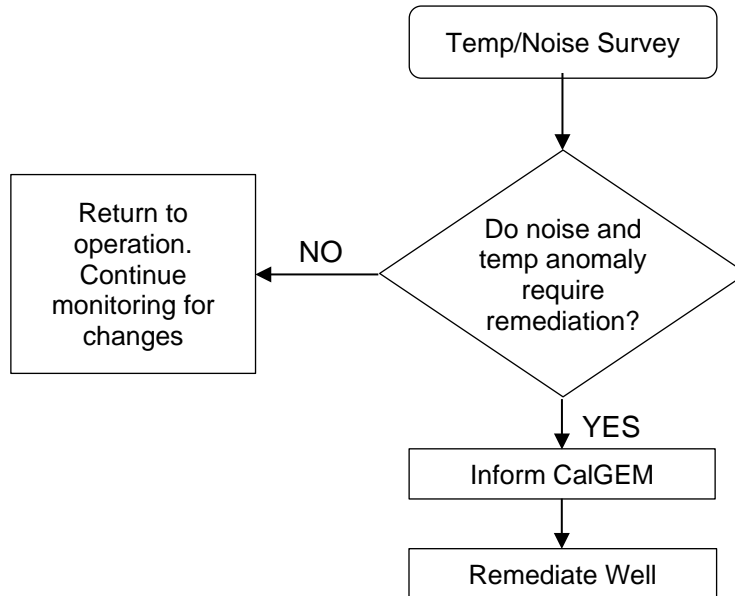 Temp/Noise Survey
Do noise and
temp anomaly
require
remediation?
NO
Return to
operation.
Continue
monitoring for
changes
YES
Inform CalGEM
Remediate Well